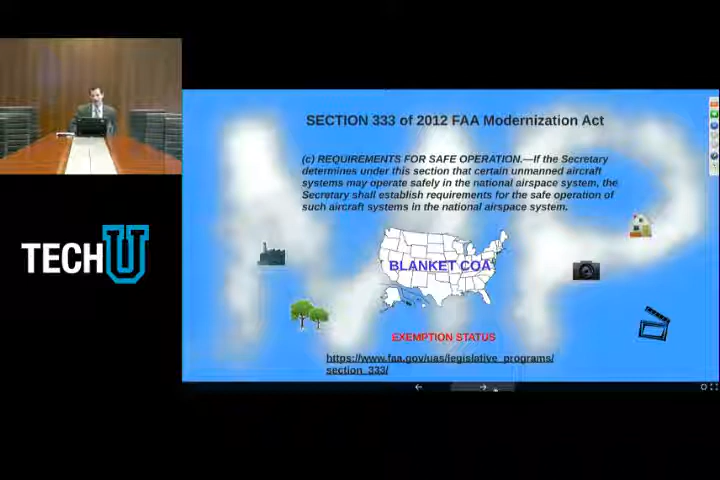 SECTION 333 of 2012 FAA Modernization Act
(c) REQUIREMENTS FOR SAFE OPERATION.—If the Secretary
determines under this section that certain unmanned aircraft
systems may operate safely in the national airspace system, the
Secretary shall establish requirements for the safe operation of
such aircraft systems in the national airspace system.
TECH U
BLANKET COA
EXEMPTION STATUS
https://www.faa.gov/uas/legislative_programs/
section_333/